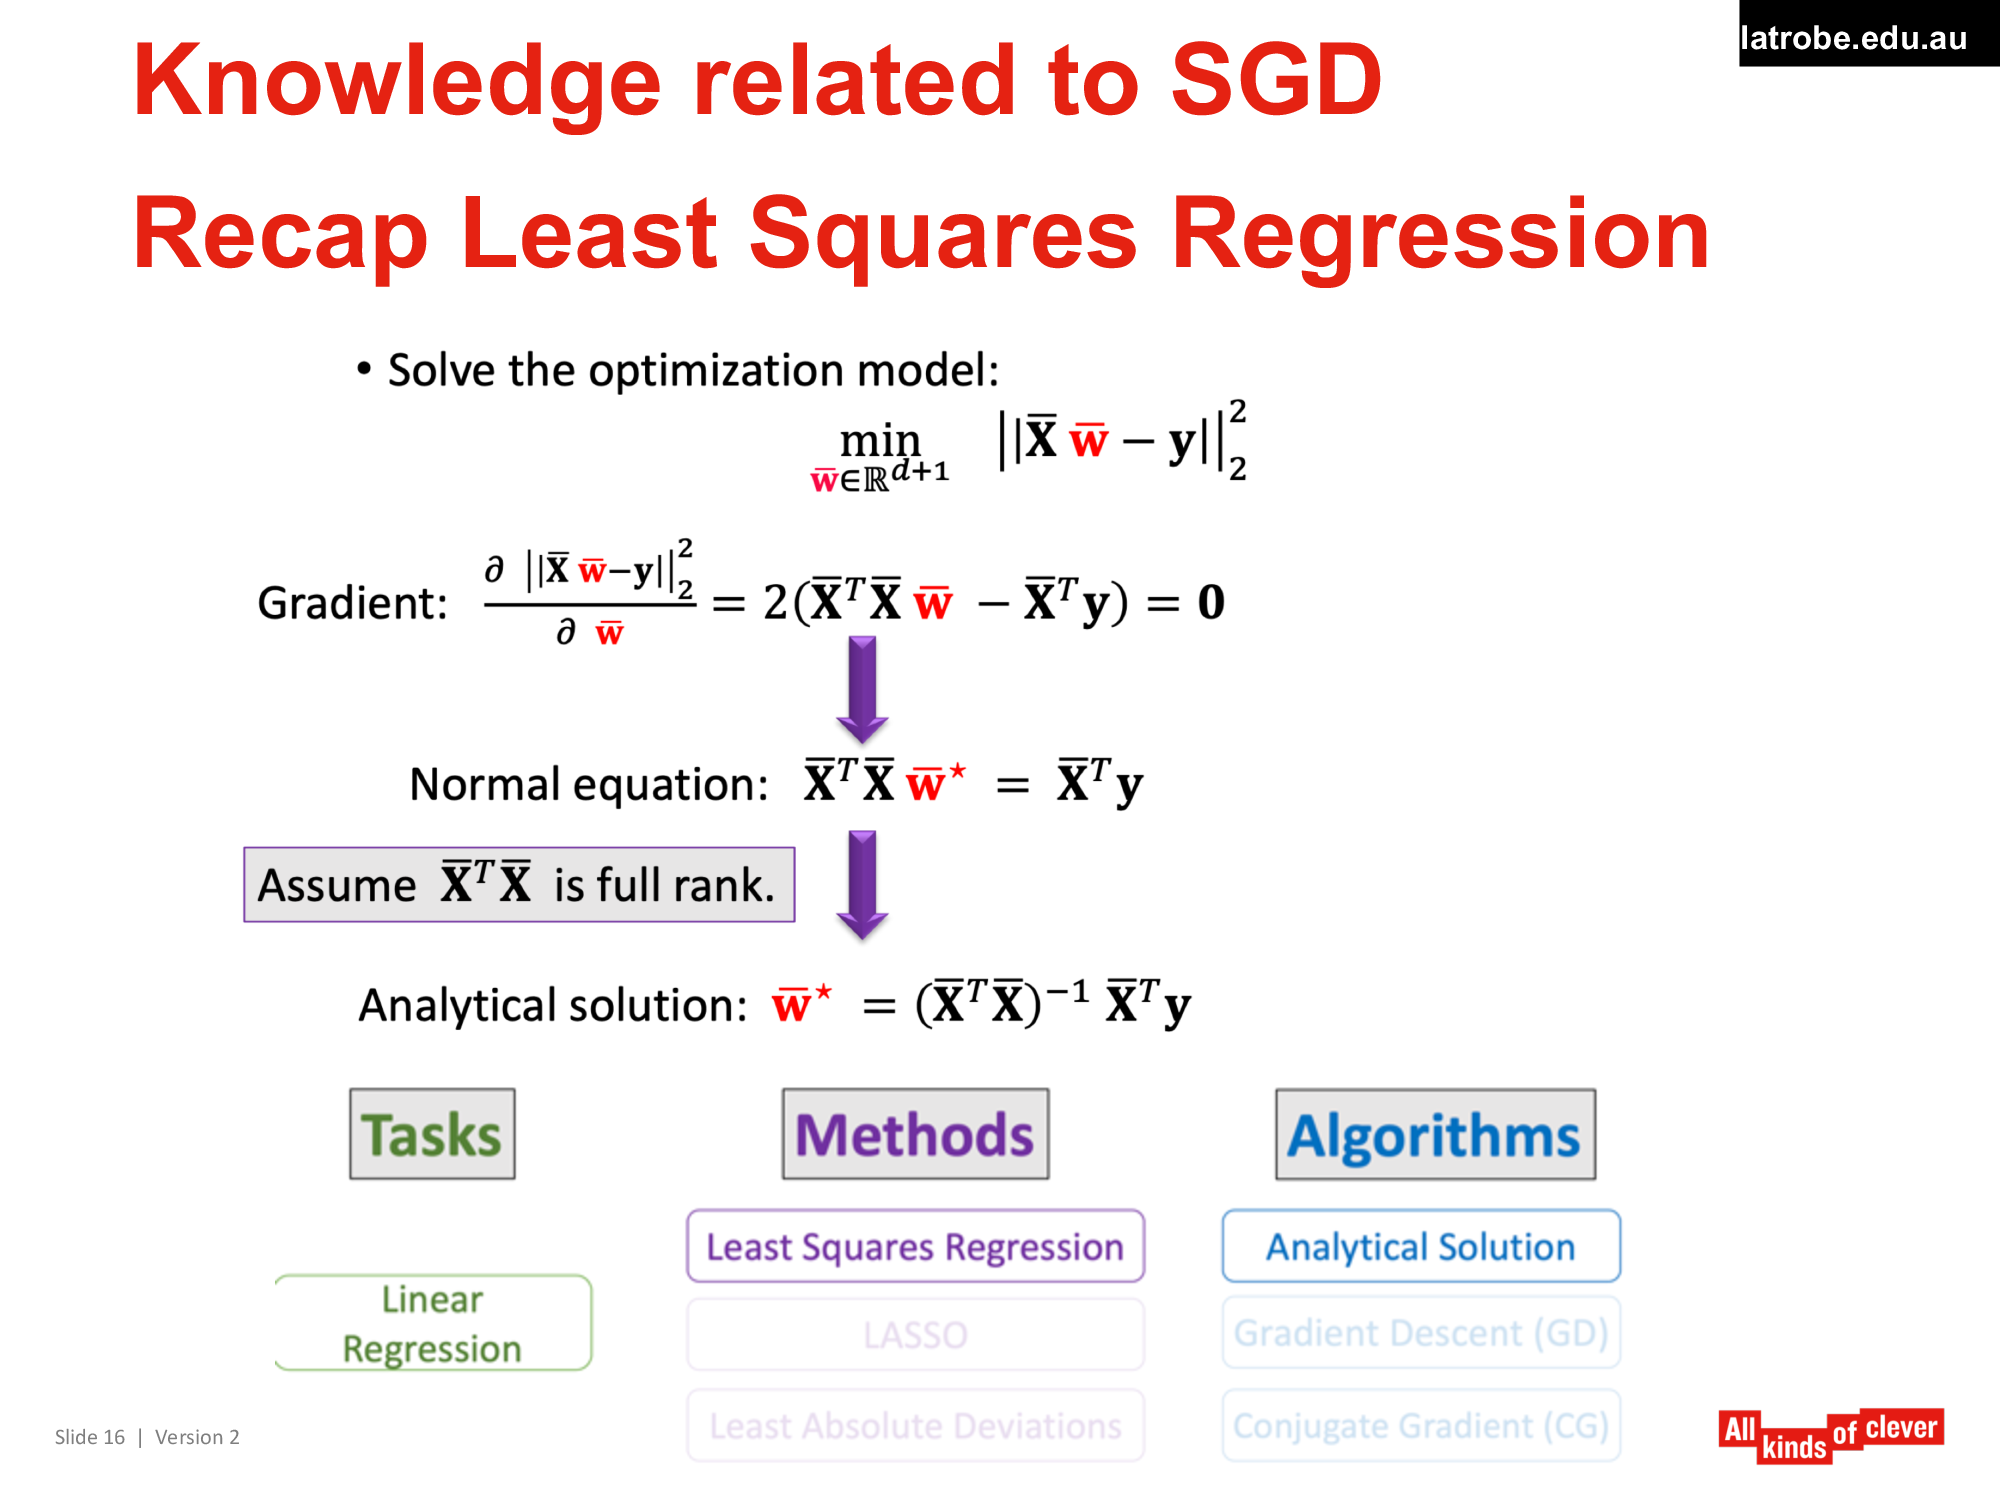 latrobe.edu.au
Knowledge related to SGD
Recap Least Squares Regression
• Solve the optimization model:
min_{w̅∈ℝ^{d+1}} ||X̅ w̅ − y||₂²
Gradient: ∂ ||X̅ w̅−y||₂² / ∂ w̅ = 2(X̅ᵀX̅ w̅ − X̅ᵀy) = 0
Normal equation: X̅ᵀX̅ w̅* = X̅ᵀy
Assume X̅ᵀX̅ is full rank.
Analytical solution: w̅* = (X̅ᵀX̅)⁻¹ X̅ᵀy
Tasks
Methods
Algorithms
Linear
Regression
Least Squares Regression
LASSO
Least Absolute Deviations
Analytical Solution
Gradient Descent (GD)
Conjugate Gradient (CG)
Slide 16 | Version 2
All kinds of clever